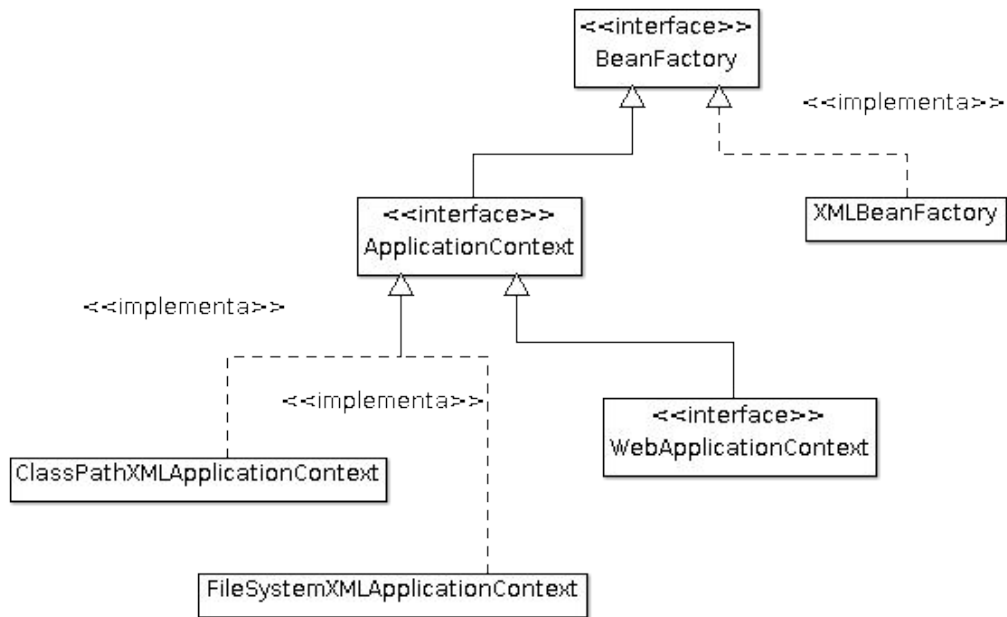 <<interface>>
BeanFactory
<<implementa>>
XMLBeanFactory
<<interface>>
ApplicationContext
<<implementa>>
<<implementa>>
<<interface>>
WebApplicationContext
ClassPathXMLApplicationContext
FileSystemXMLApplicationContext